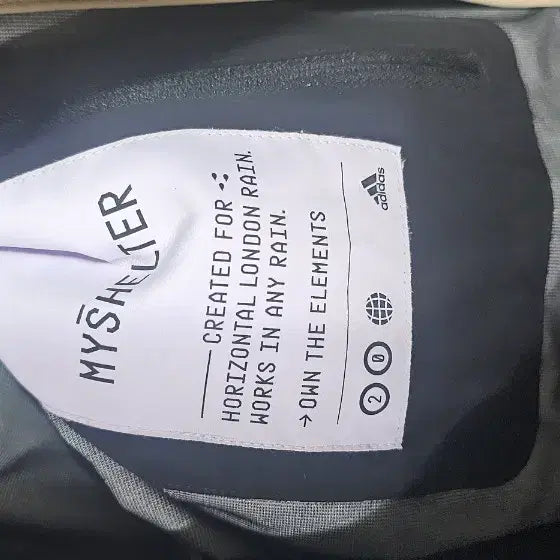 MYSHELTER
CREATED FOR
HORIZONTAL LONDON RAIN.
WORKS IN ANY RAIN.
→OWN THE ELEMENTS
2 0
adidas